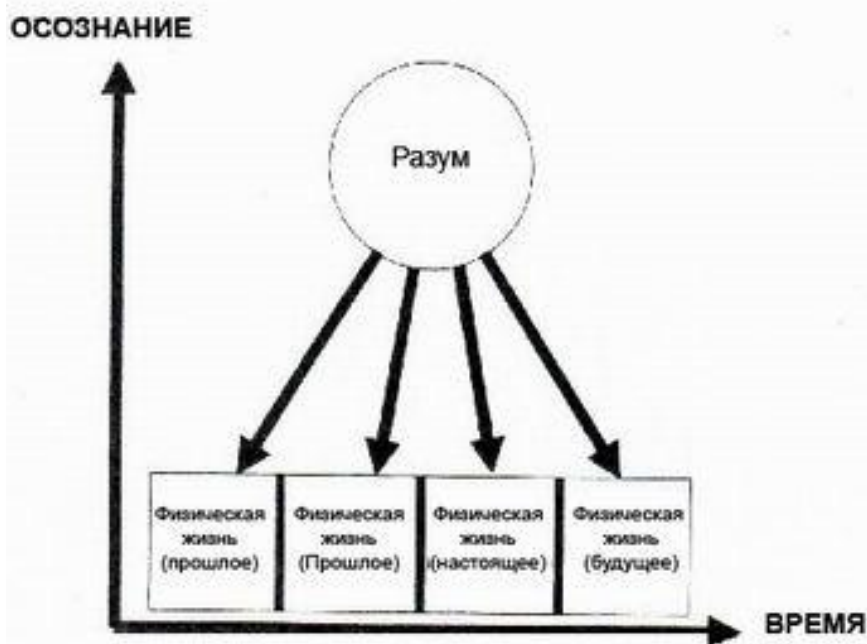 ОСОЗНАНИЕ
Разум
Физическая
жизнь
(прошлое)
Физическая
жизнь
(Прошлое)
Физическая
жизнь
(настоящее)
Физическая
жизнь
(будущее)
ВРЕМЯ